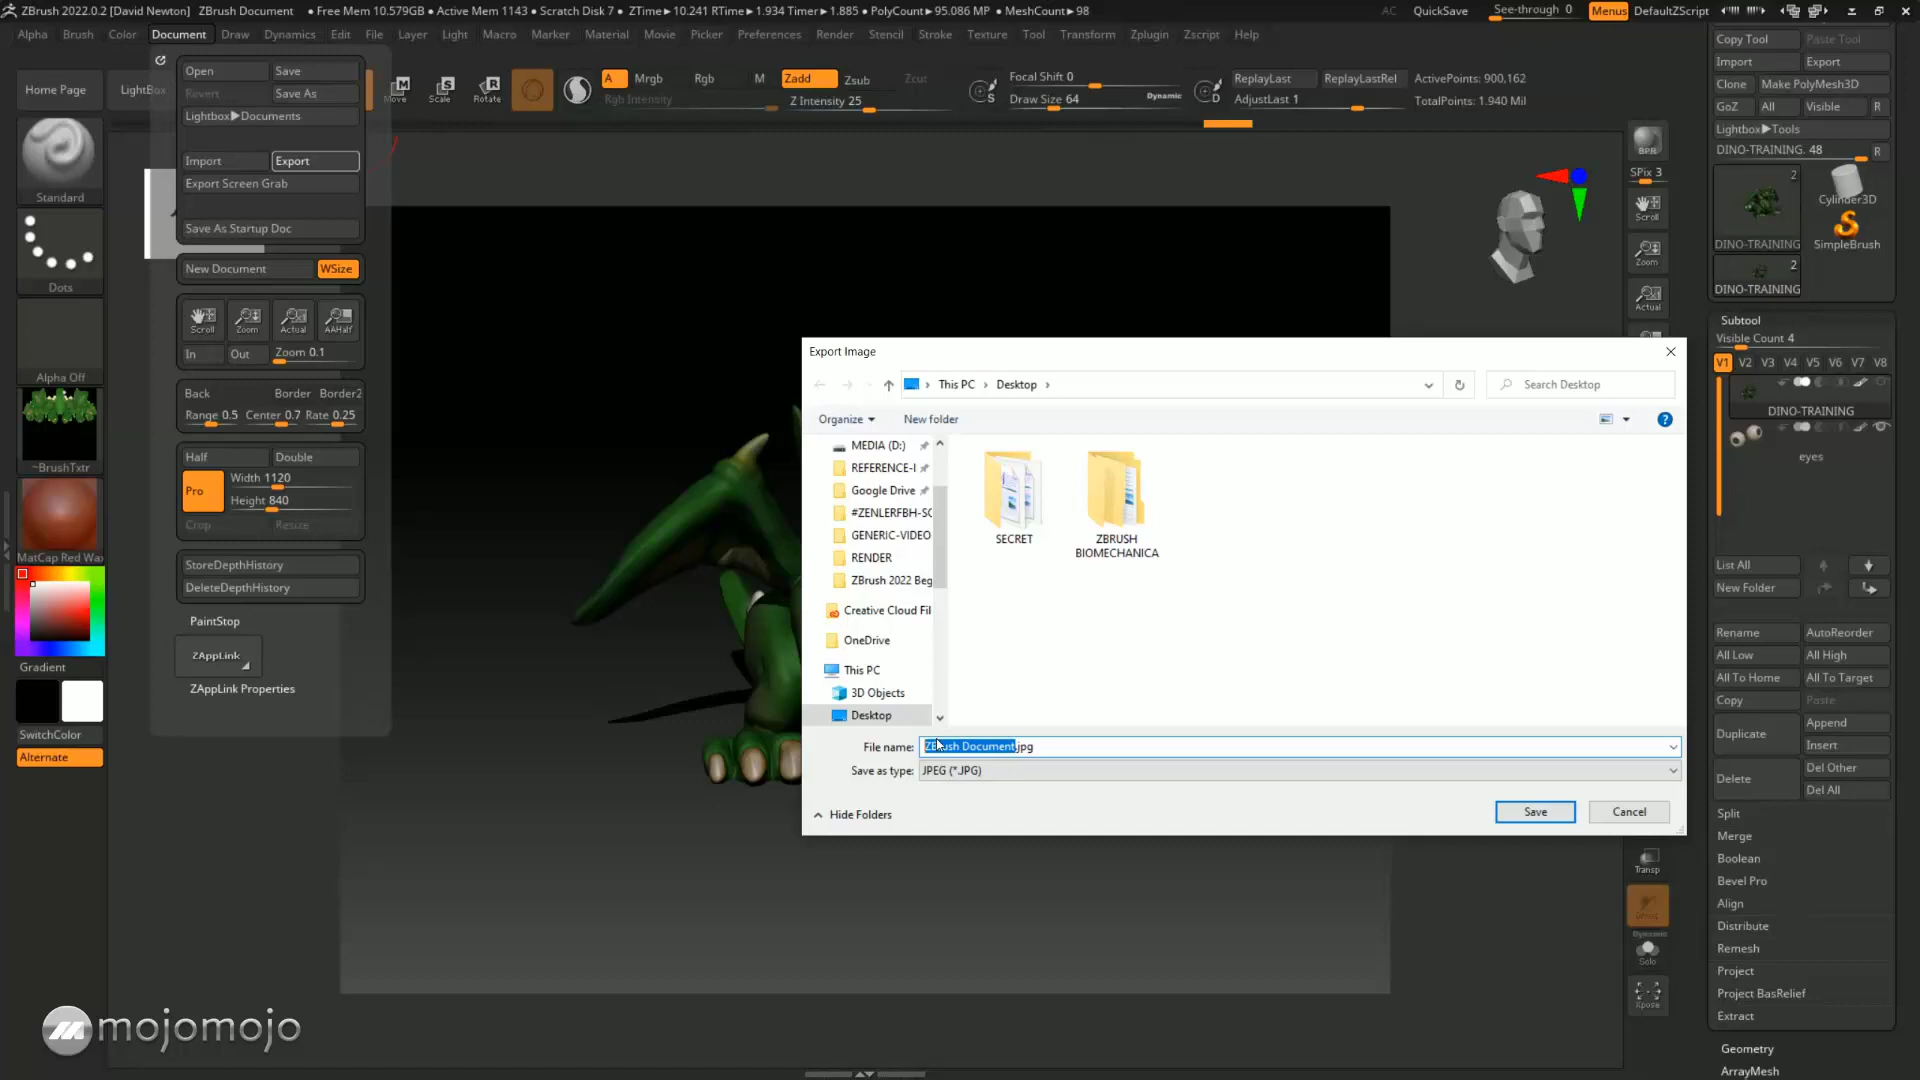 ZBrush 2022.0.2 [David Newton] ZBrush Document • Free Mem 10.579GB • Active Mem 1143 • Scratch Disk 7 • ZTime▶10.241 RTime▶1.934 Timer▶1.885 • PolyCount▶95.086 MP • MeshCount▶98 AC QuickSave See-through 0 Menus DefaultZScript
Alpha Brush Color Document Draw Dynamics Edit File Layer Light Macro Marker Material Movie Picker Preferences Render Stencil Stroke Texture Tool Transform Zplugin Zscript Help
Home Page
Move Scale Rotate
A Mrgb Rgb M Zadd Zsub Zcut
Rgb Intensity Z Intensity 25
Focal Shift 0
Draw Size 64 Dynamic
ReplayLast ReplayLastRel ActivePoints: 900,162
AdjustLast 1 TotalPoints: 1.940 Mil
Open Save
Revert Save As
Lightbox▶Documents
Import Export
Export Screen Grab
Save As Startup Doc
New Document WSize
Scroll Zoom Actual AAHalf
In Out Zoom 0.1
Back Border Border2
Range 0.5 Center 0.7 Rate 0.25
Half Double
Pro Width 1120
Height 840
Crop Resize
StoreDepthHistory
DeleteDepthHistory
PaintStop
ZAppLink
ZAppLink Properties
Standard
Dots
Alpha Off
~BrushTxtr
MatCap Red Wax
Gradient
SwitchColor
Alternate
mojomojo
Export Image
This PC › Desktop ›
Search Desktop
Organize New folder
MEDIA (D:)
REFERENCE-I
Google Drive
#ZENLERFBH-SC
GENERIC-VIDEO
RENDER
ZBrush 2022 Beg
Creative Cloud Fil
OneDrive
This PC
3D Objects
Desktop
SECRET
ZBRUSH
BIOMECHANICA
File name: ZBrush Document.jpg
Save as type: JPEG (*.JPG)
Hide Folders Save Cancel
BPR
SPix 3
Scroll
Zoom
Actual
Transp
Dynamic
Solo
Xpose
Copy Tool Paste Tool
Import Export
Clone Make PolyMesh3D
GoZ All Visible R
Lightbox▶Tools
DINO-TRAINING. 48 R
2
DINO-TRAINING
Cylinder3D
SimpleBrush
2
DINO-TRAINING
Subtool
Visible Count 4
V1 V2 V3 V4 V5 V6 V7 V8
DINO-TRAINING
eyes
List All
New Folder
Rename AutoReorder
All Low All High
All To Home All To Target
Copy Paste
Duplicate Append
Insert
Delete Del Other
Del All
Split
Merge
Boolean
Bevel Pro
Align
Distribute
Remesh
Project
Project BasRelief
Extract
Geometry
ArrayMesh